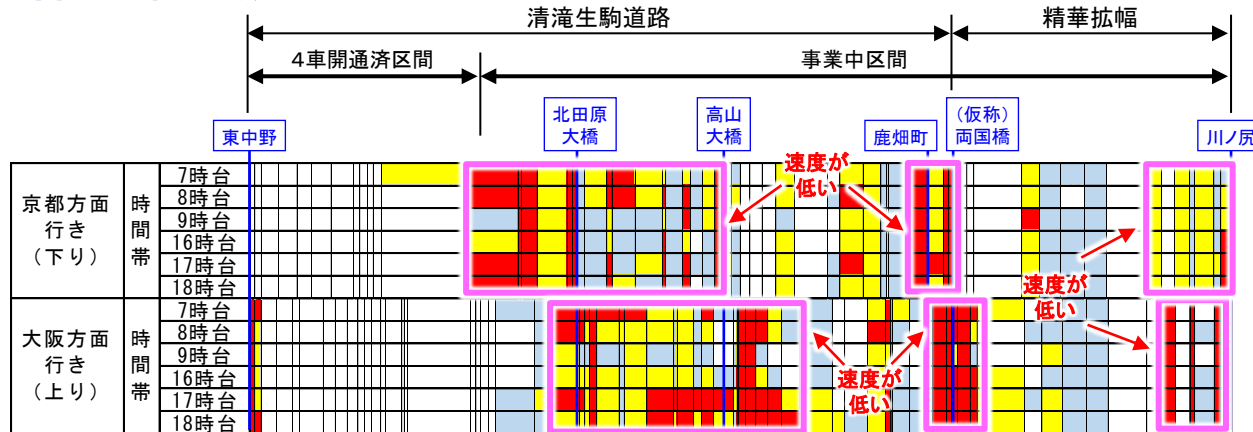 清滝生駒道路
精華拡幅
4車開通済区間
事業中区間
東中野
北田原
大橋
高山
大橋
鹿畑町
(仮称)
両国橋
川ノ尻
京都方面
行き
(下り)
時
間
帯
7時台
8時台
9時台
16時台
17時台
18時台
速度が
低い
速度が
低い
大阪方面
行き
(上り)
時
間
帯
7時台
8時台
9時台
16時台
17時台
18時台
速度が
低い